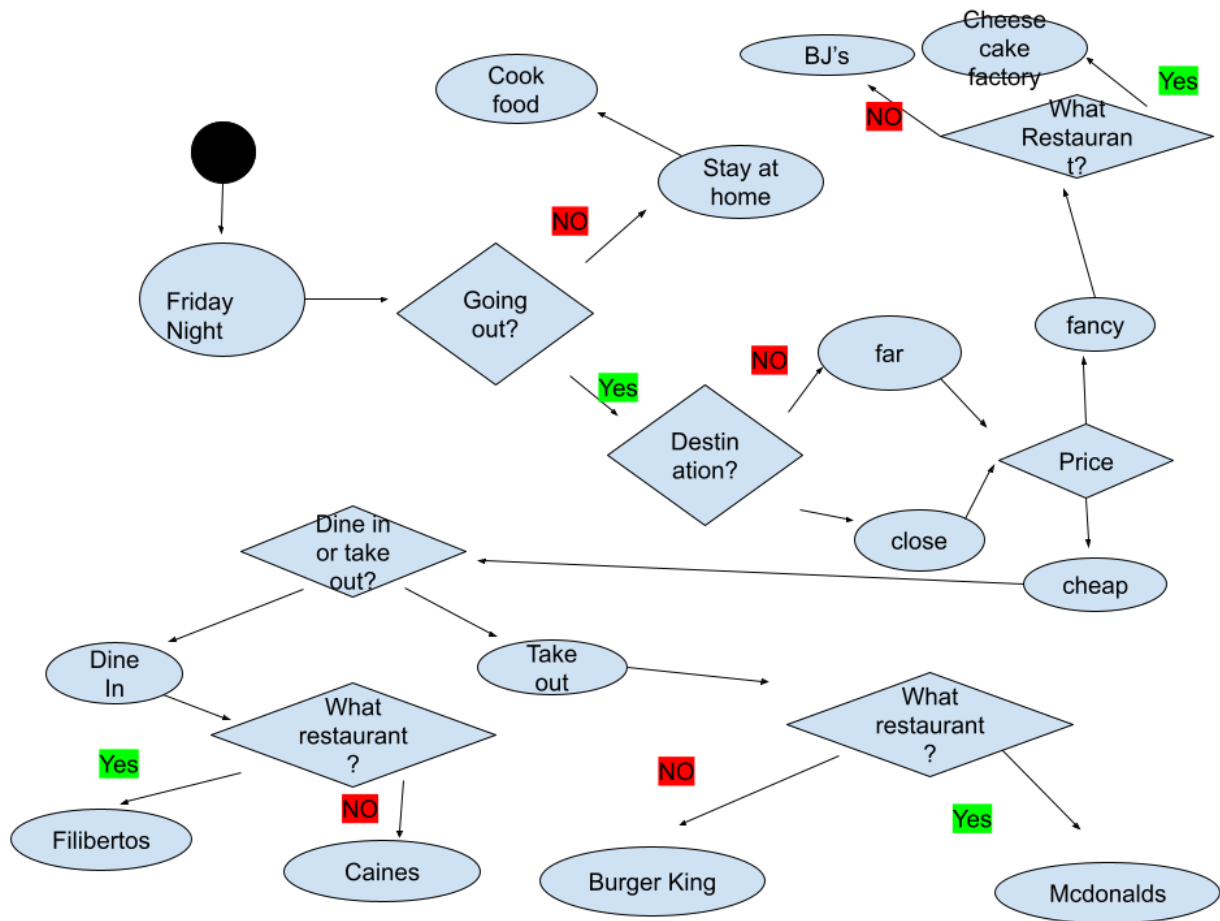 Cheese
cake
factory
BJ's
Yes
Cook
food
NO
What
Restauran
t?
Stay at
home
NO
Friday
Night
Going
out?
fancy
NO
far
Yes
Destin
ation?
Price
Dine in
or take
out?
close
cheap
Dine
In
Take
out
What
restaurant
?
What
restaurant
?
Yes
NO
NO
Yes
Filibertos
Caines
Burger King
Mcdonalds